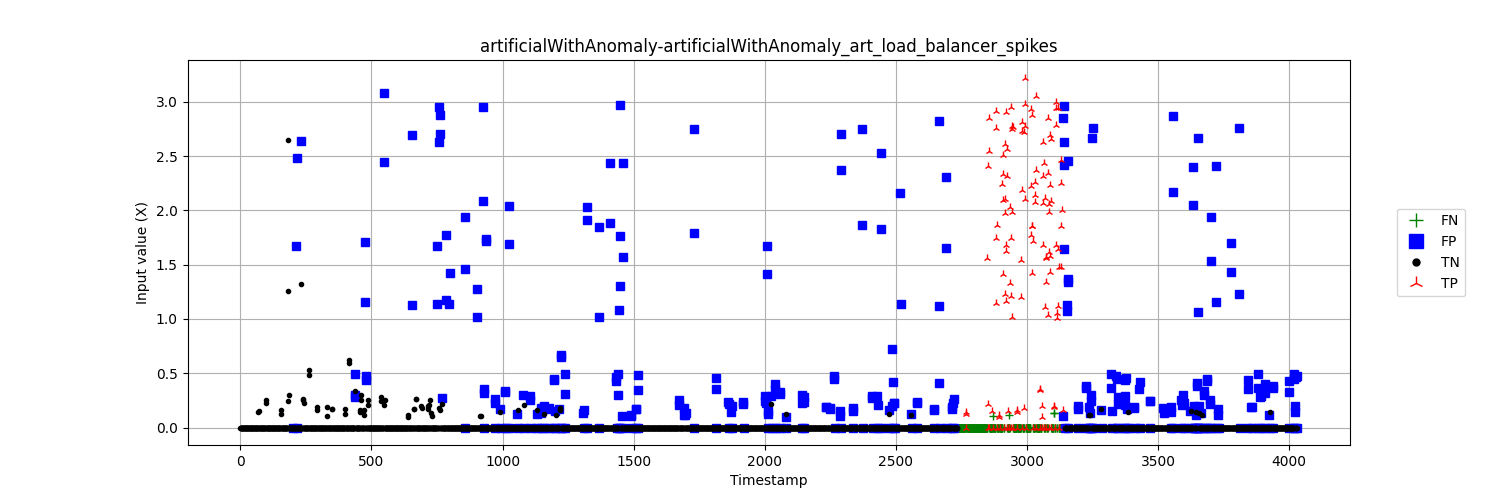 artificialWithAnomaly-artificialWithAnomaly_art_load_balancer_spikes
3.0
2.5
2.0
1.5
1.0
0.5
0.0
Input value (X)
0
500
1000
1500
2000
2500
3000
3500
4000
Timestamp
FN
FP
TN
TP